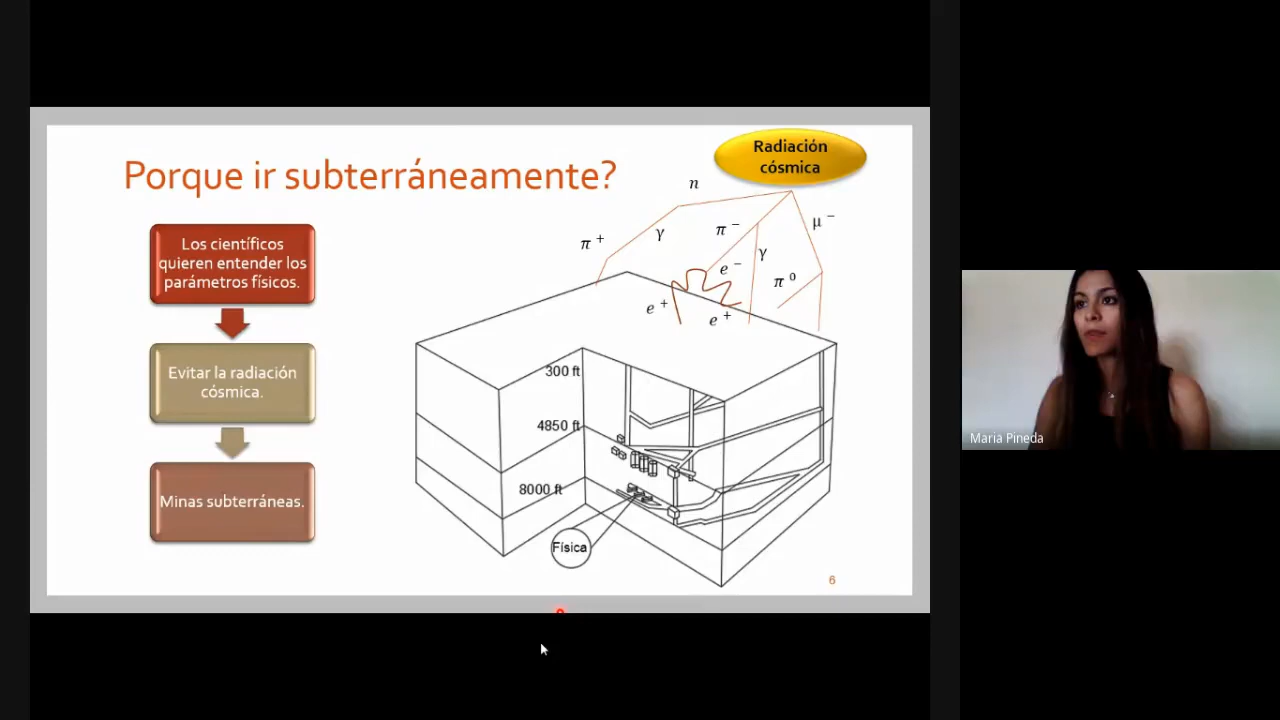 Porque ir subterráneamente?
Radiación
cósmica
Los científicos
quieren entender los
parámetros físicos.
Evitar la radiación
cósmica.
Minas subterráneas.
n
π +
γ
π −
μ −
γ
e −
π 0
e +
e +
300 ft
4850 ft
8000 ft
Física
6
Maria Pineda